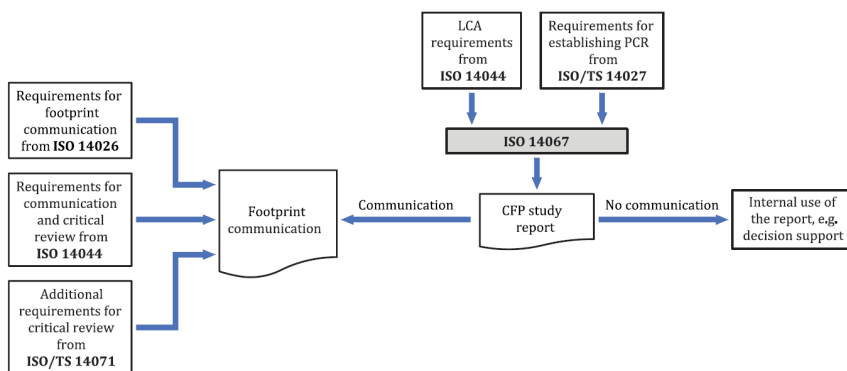 LCA
requirements
from
ISO 14044
Requirements for
establishing PCR
from
ISO/TS 14027
Requirements for
footprint
communication
from ISO 14026
ISO 14067
Requirements for
communication
and critical
review from
ISO 14044
Footprint
communication
Communication
CFP study
report
No communication
Internal use of
the report, e.g.
decision support
Additional
requirements for
critical review
from
ISO/TS 14071